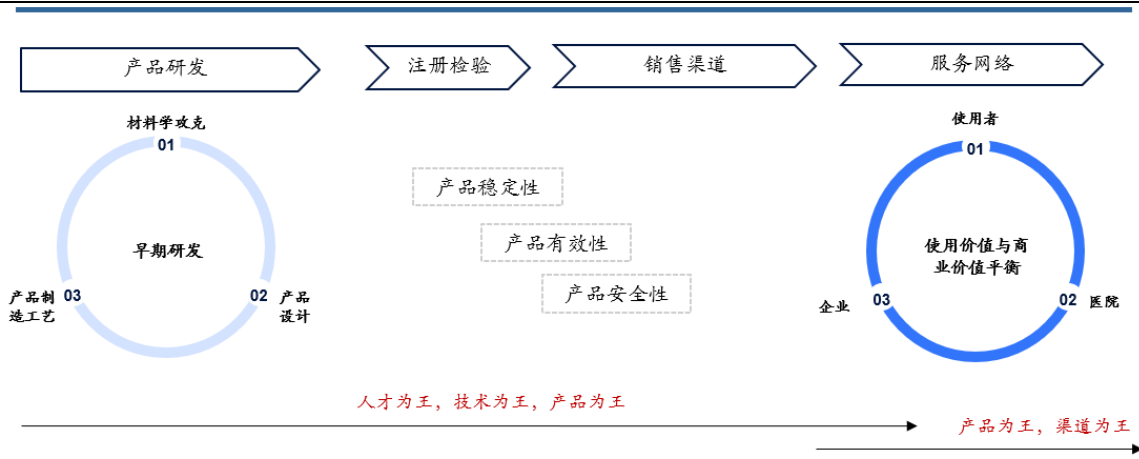 产品研发
注册检验
销售渠道
服务网络
材料学攻克
01
早期研发
产品制
造工艺
03
02
产品
设计
产品稳定性
产品有效性
产品安全性
使用者
01
使用价值与商
业价值平衡
企业
03
02
医院
人才为王，技术为王，产品为王
产品为王，渠道为王